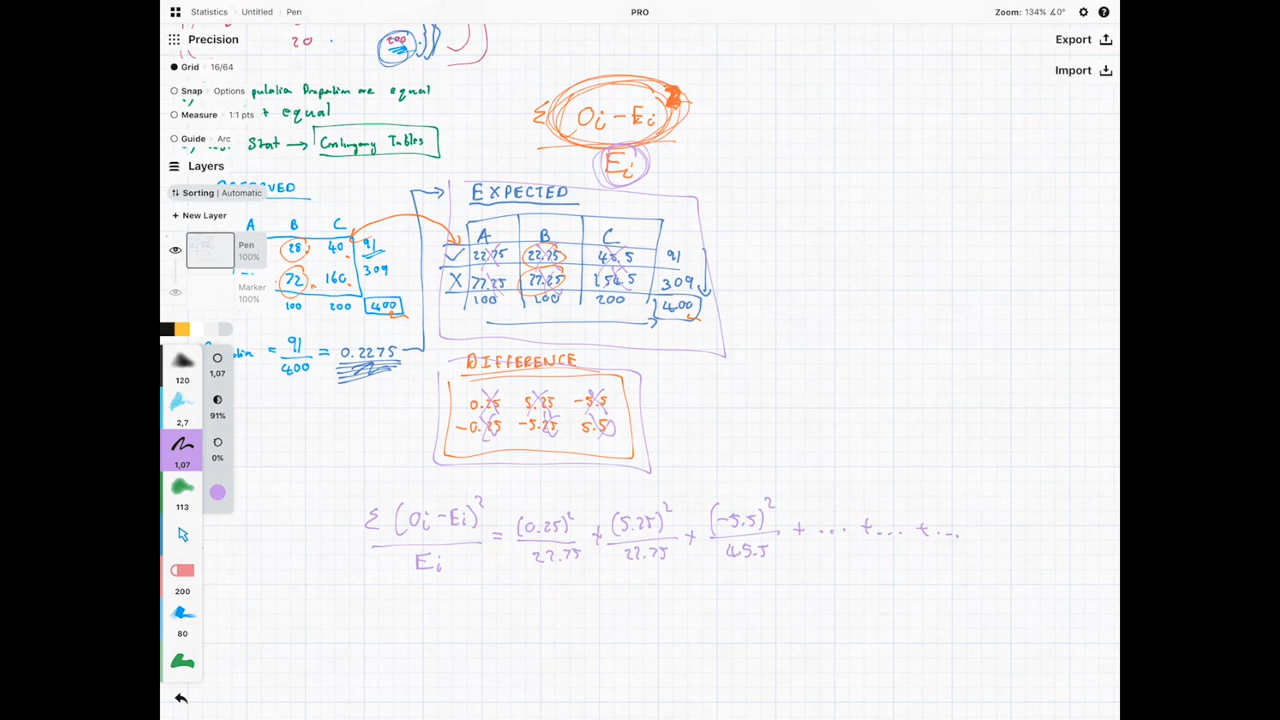 Statistics Untitled Pen
PRO
Zoom: 134% ∠0°
Precision
Export
Import
Grid 16/64
Snap Options
Measure 1:1 pts
Guide Arc
Layers
Sorting | Automatic
+ New Layer
Pen
100%
Marker
100%
120
2,7
1,07
113
200
80
1,07
91%
0%
20
200
Proportion are equal
+ equal
Stat → Contingency Tables
Σ Oi - Ei
Ei
A B C
28 40 91
72 160 309
100 200 400
= 91/400 = 0.2275
EXPECTED
A B C
✓ 22.75 22.75 45.5 91
X 77.25 77.25 154.5 309
100 100 200 400
DIFFERENCE
0.25 5.25 -5.5
-0.25 -5.25 5.5
Σ (Oi - Ei)² / Ei = (0.25)² / 22.75 + (5.25)² / 22.75 + (-5.5)² / 45.5 + ... + ... + ...